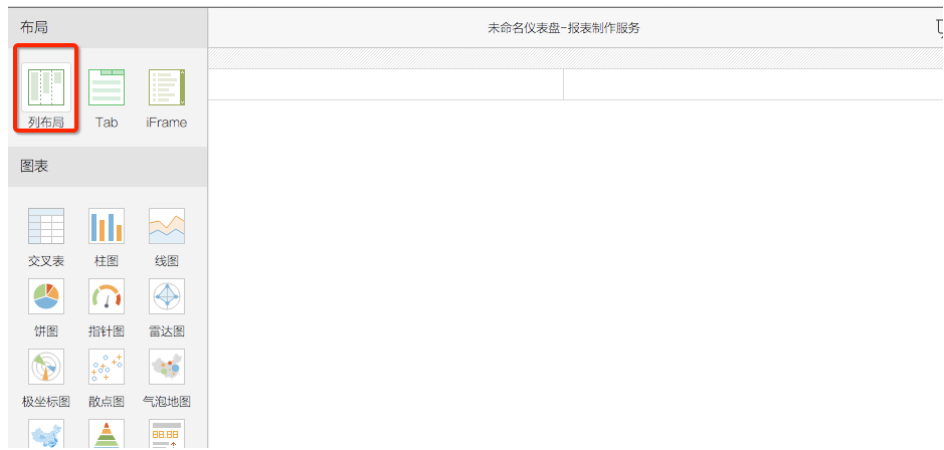 布局
未命名仪表盘-报表制作服务
列布局 Tab iFrame
图表
交叉表 柱图 线图
饼图 指针图 雷达图
极坐标图 散点图 气泡地图
88.88